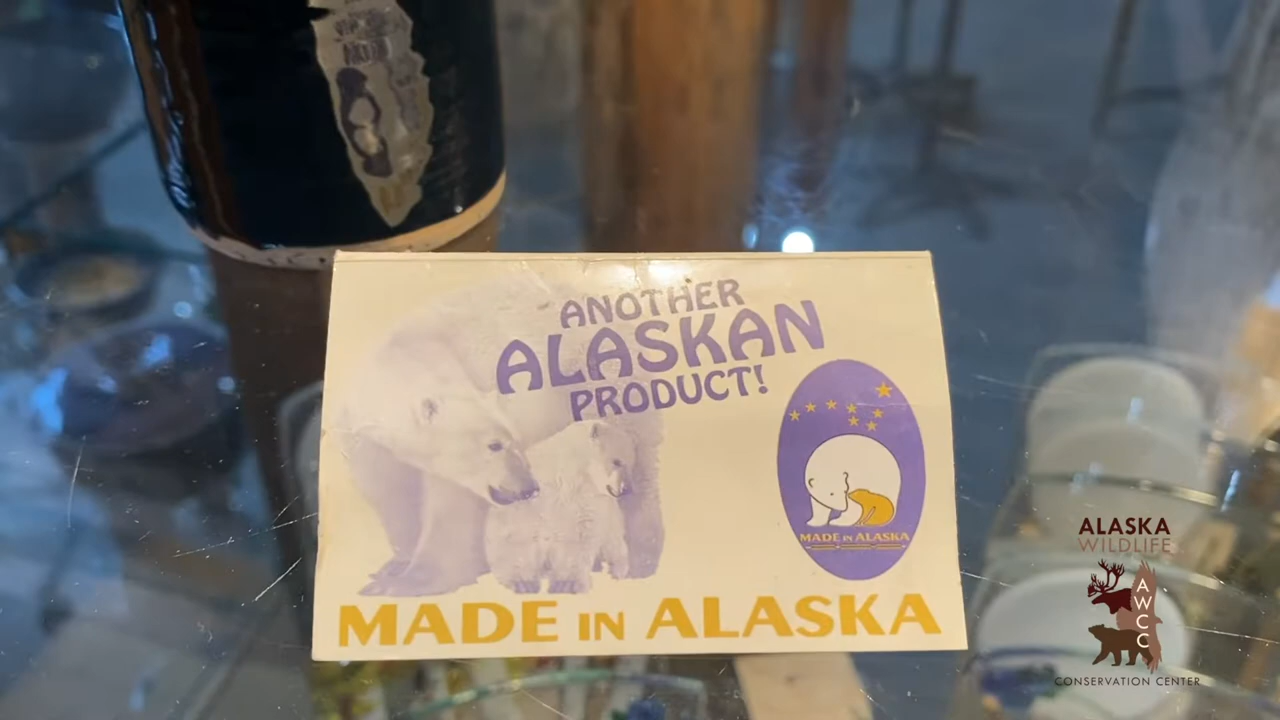 ANOTHER
ALASKAN
PRODUCT!
MADE IN ALASKA
MADE IN ALASKA
ALASKA
WILDLIFE
AWCC
CONSERVATION CENTER